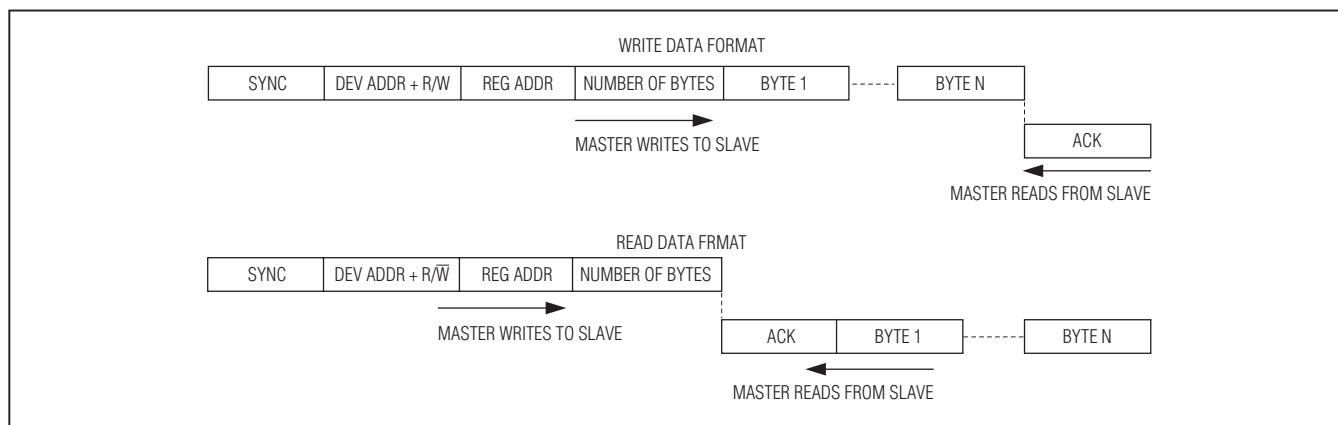 WRITE DATA FORMAT
SYNC DEV ADDR + R/W REG ADDR NUMBER OF BYTES BYTE 1 BYTE N
MASTER WRITES TO SLAVE
ACK
MASTER READS FROM SLAVE
READ DATA FRMAT
SYNC DEV ADDR + R/W̅ REG ADDR NUMBER OF BYTES
MASTER WRITES TO SLAVE
ACK BYTE 1 BYTE N
MASTER READS FROM SLAVE